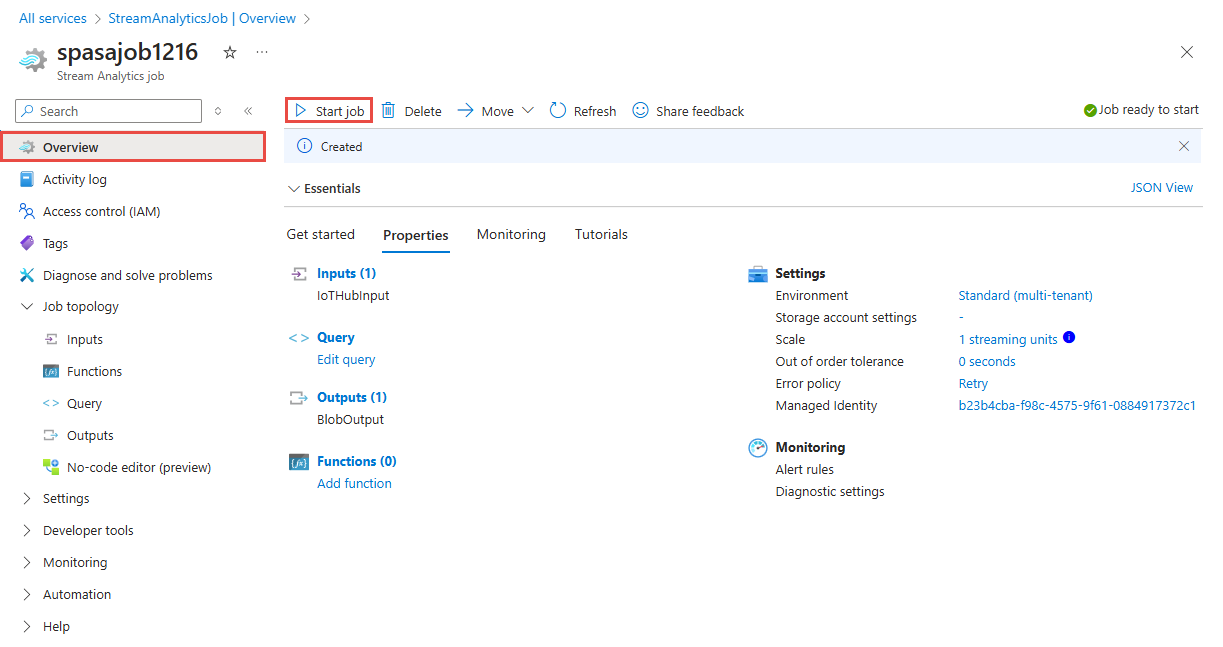 All services > StreamAnalyticsJob | Overview >
spasajob1216
Stream Analytics job
Search
Start job Delete Move Refresh Share feedback Job ready to start
Overview
Activity log
Access control (IAM)
Tags
Diagnose and solve problems
Job topology
Inputs
Functions
Query
Outputs
No-code editor (preview)
Settings
Developer tools
Monitoring
Automation
Help
Created
Essentials JSON View
Get started Properties Monitoring Tutorials
Inputs (1)
IoTHubInput
Query
Edit query
Outputs (1)
BlobOutput
Functions (0)
Add function
Settings
Environment Standard (multi-tenant)
Storage account settings -
Scale 1 streaming units
Out of order tolerance 0 seconds
Error policy Retry
Managed Identity b23b4cba-f98c-4575-9f61-0884917372c1
Monitoring
Alert rules
Diagnostic settings